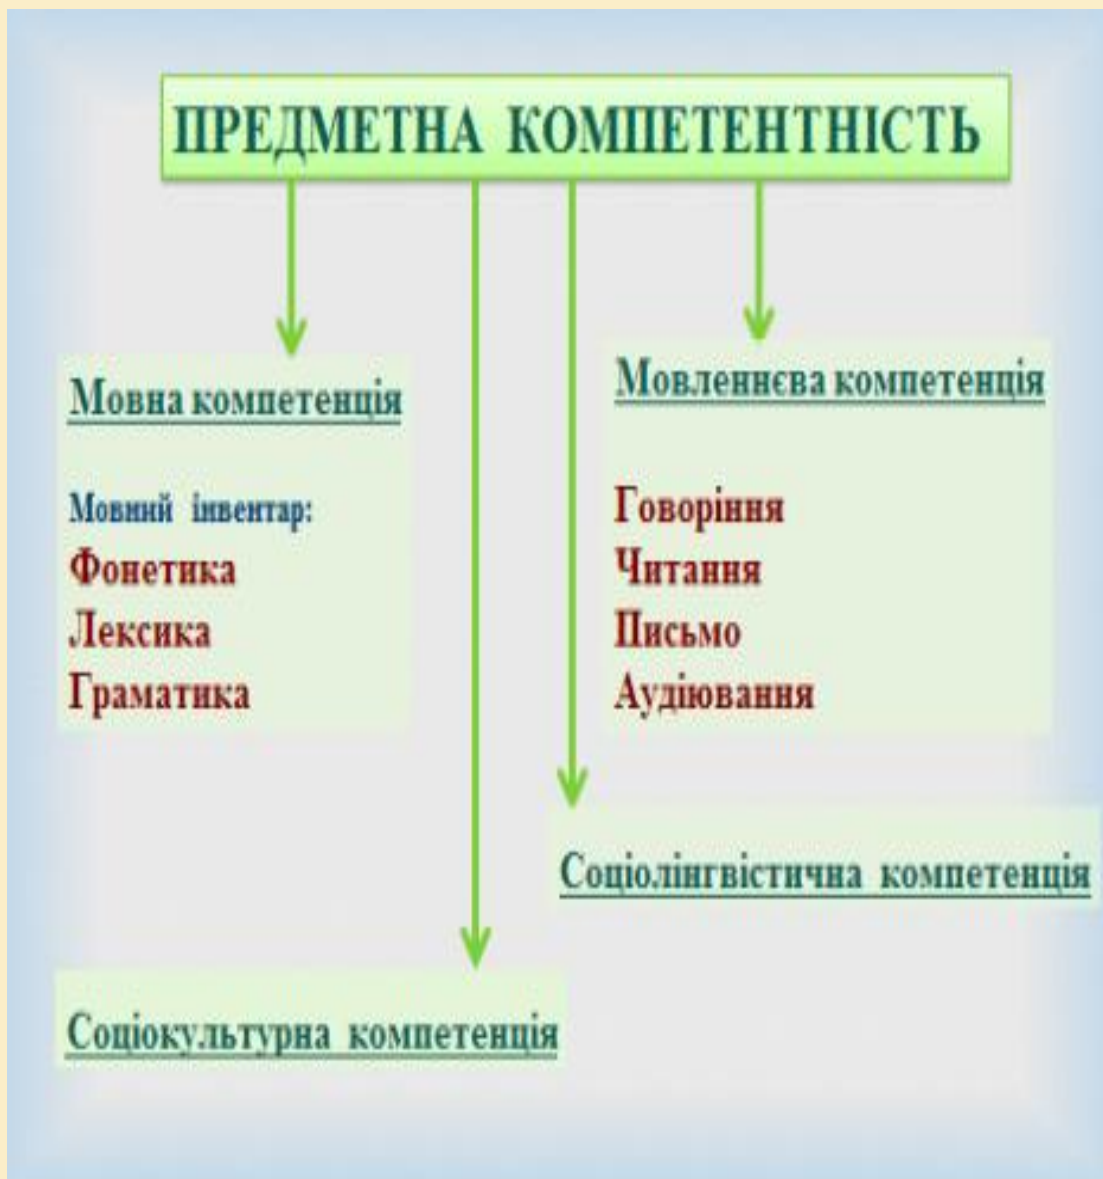 ПРЕДМЕТНА КОМПЕТЕНТНІСТЬ
Мовна компетенція
Мовний інвентар:
Фонетика
Лексика
Граматика
Мовленнєва компетенція
Говоріння
Читання
Письмо
Аудіювання
Соціолінгвістична компетенція
Соціокультурна компетенція